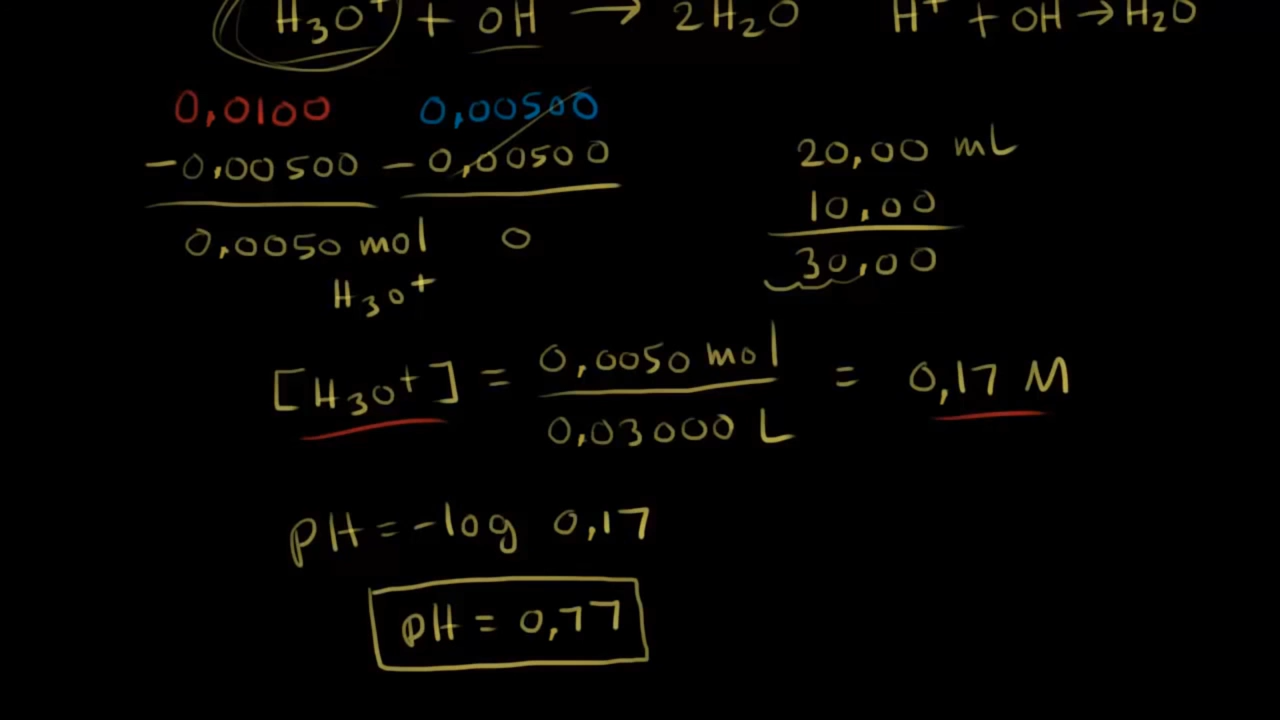 H₃O⁺ + OH → 2H₂O H⁺ + OH → H₂O
0,0100 0,00500
-0,00500 -0,00500 20,00 mL
10,00
0,0050 mol 0 30,00
H₃O⁺
[H₃O⁺] = 0,0050 mol / 0,03000 L = 0,17 M
pH = -log 0,17
pH = 0,77